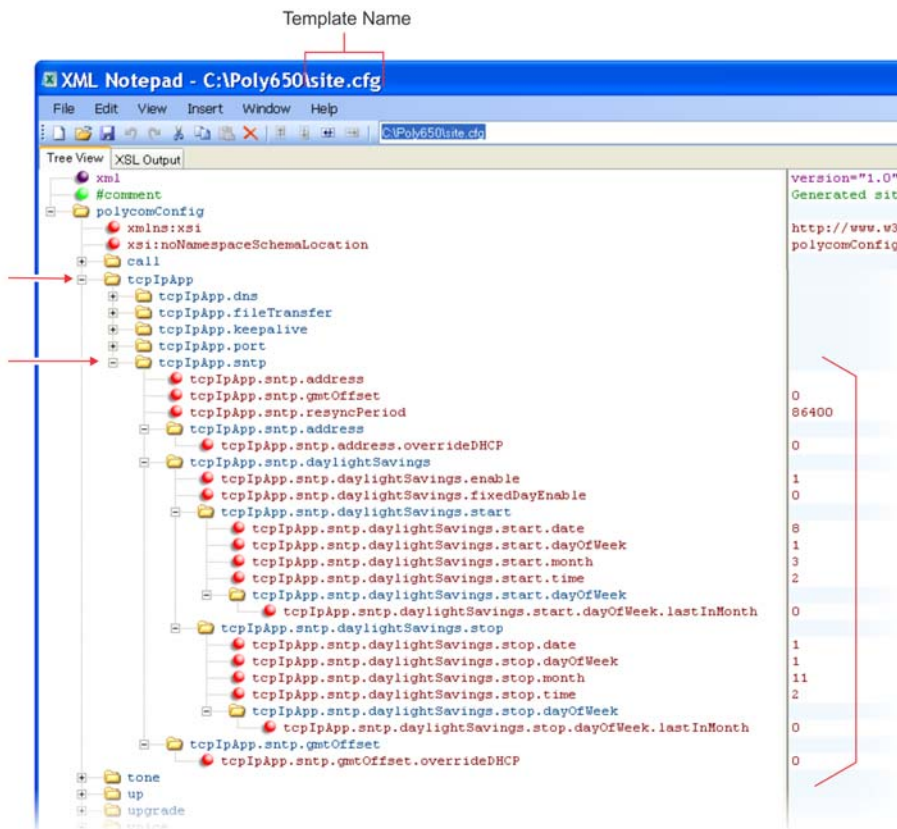 Template Name
XML Notepad - C:\Poly650\site.cfg
File Edit View Insert Window Help
C:\Poly650\site.cfg
Tree View XSL Output
xml version="1.0"
#comment Generated sit
polycomConfig
xmlns:xsi http://www.w3
xsi:noNamespaceSchemaLocation polycomConfig
call
tcpIpApp
tcpIpApp.dns
tcpIpApp.fileTransfer
tcpIpApp.keepalive
tcpIpApp.port
tcpIpApp.sntp
tcpIpApp.sntp.address
tcpIpApp.sntp.gmtOffset 0
tcpIpApp.sntp.resyncPeriod 86400
tcpIpApp.sntp.address
tcpIpApp.sntp.address.overrideDHCP 0
tcpIpApp.sntp.daylightSavings
tcpIpApp.sntp.daylightSavings.enable 1
tcpIpApp.sntp.daylightSavings.fixedDayEnable 0
tcpIpApp.sntp.daylightSavings.start
tcpIpApp.sntp.daylightSavings.start.date 8
tcpIpApp.sntp.daylightSavings.start.dayOfWeek 1
tcpIpApp.sntp.daylightSavings.start.month 3
tcpIpApp.sntp.daylightSavings.start.time 2
tcpIpApp.sntp.daylightSavings.start.dayOfWeek
tcpIpApp.sntp.daylightSavings.start.dayOfWeek.lastInMonth 0
tcpIpApp.sntp.daylightSavings.stop
tcpIpApp.sntp.daylightSavings.stop.date 1
tcpIpApp.sntp.daylightSavings.stop.dayOfWeek 1
tcpIpApp.sntp.daylightSavings.stop.month 11
tcpIpApp.sntp.daylightSavings.stop.time 2
tcpIpApp.sntp.daylightSavings.stop.dayOfWeek
tcpIpApp.sntp.daylightSavings.stop.dayOfWeek.lastInMonth 0
tcpIpApp.sntp.gmtOffset
tcpIpApp.sntp.gmtOffset.overrideDHCP 0
tone
up
upgrade